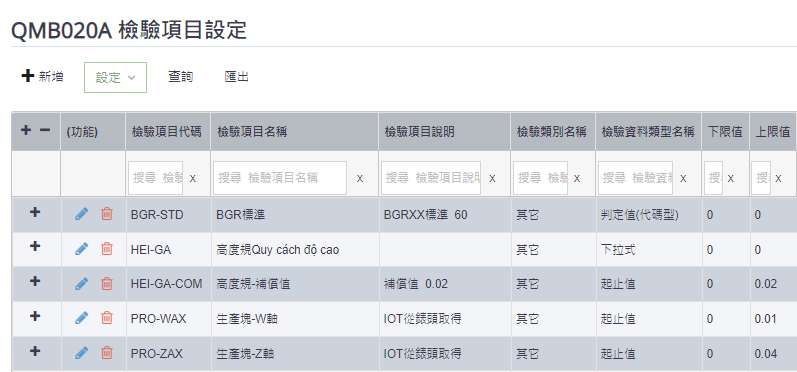 QMB020A 檢驗項目設定
新增 設定 查詢 匯出
(功能) 檢驗項目代碼 檢驗項目名稱 檢驗項目說明 檢驗類別名稱 檢驗資料類型名稱 下限值 上限值
搜尋 檢驗 x 搜尋 檢驗項目名稱 x 搜尋 檢驗項目說 x 搜尋 檢驗 x 搜尋 檢驗資 x 搜 x 搜 x
BGR-STD BGR標準 BGRXX標準 60 其它 判定值(代碼型) 0 0
HEI-GA 高度規Quy cách độ cao 其它 下拉式 0 0
HEI-GA-COM 高度規-補償值 補償值 0.02 其它 起止值 0 0.02
PRO-WAX 生產塊-W軸 IOT從錶頭取得 其它 起止值 0 0.01
PRO-ZAX 生產塊-Z軸 IOT從錶頭取得 其它 起止值 0 0.04